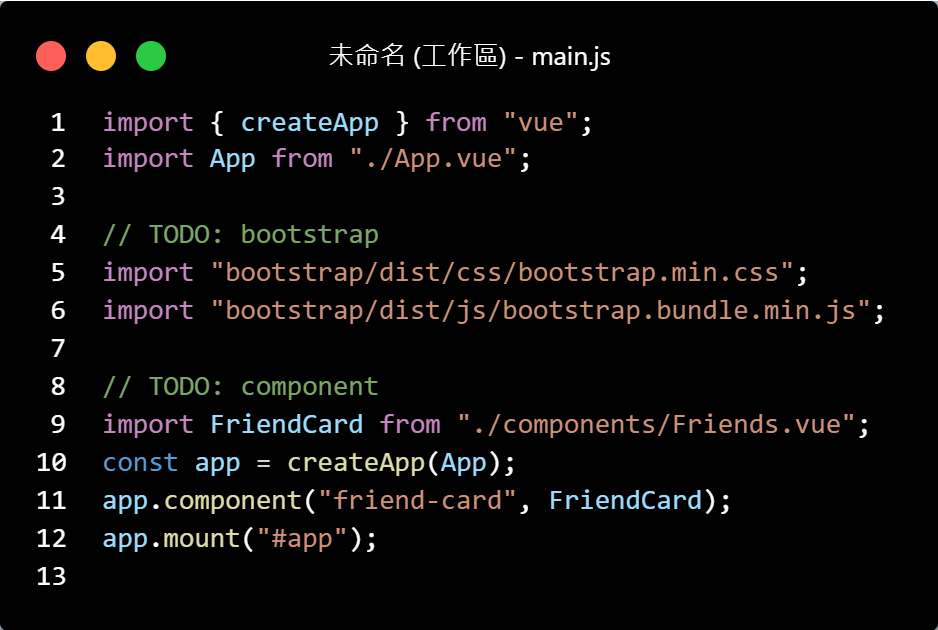 未命名 (工作區) - main.js
1 import { createApp } from "vue";
2 import App from "./App.vue";
3
4 // TODO: bootstrap
5 import "bootstrap/dist/css/bootstrap.min.css";
6 import "bootstrap/dist/js/bootstrap.bundle.min.js";
7
8 // TODO: component
9 import FriendCard from "./components/Friends.vue";
10 const app = createApp(App);
11 app.component("friend-card", FriendCard);
12 app.mount("#app");
13